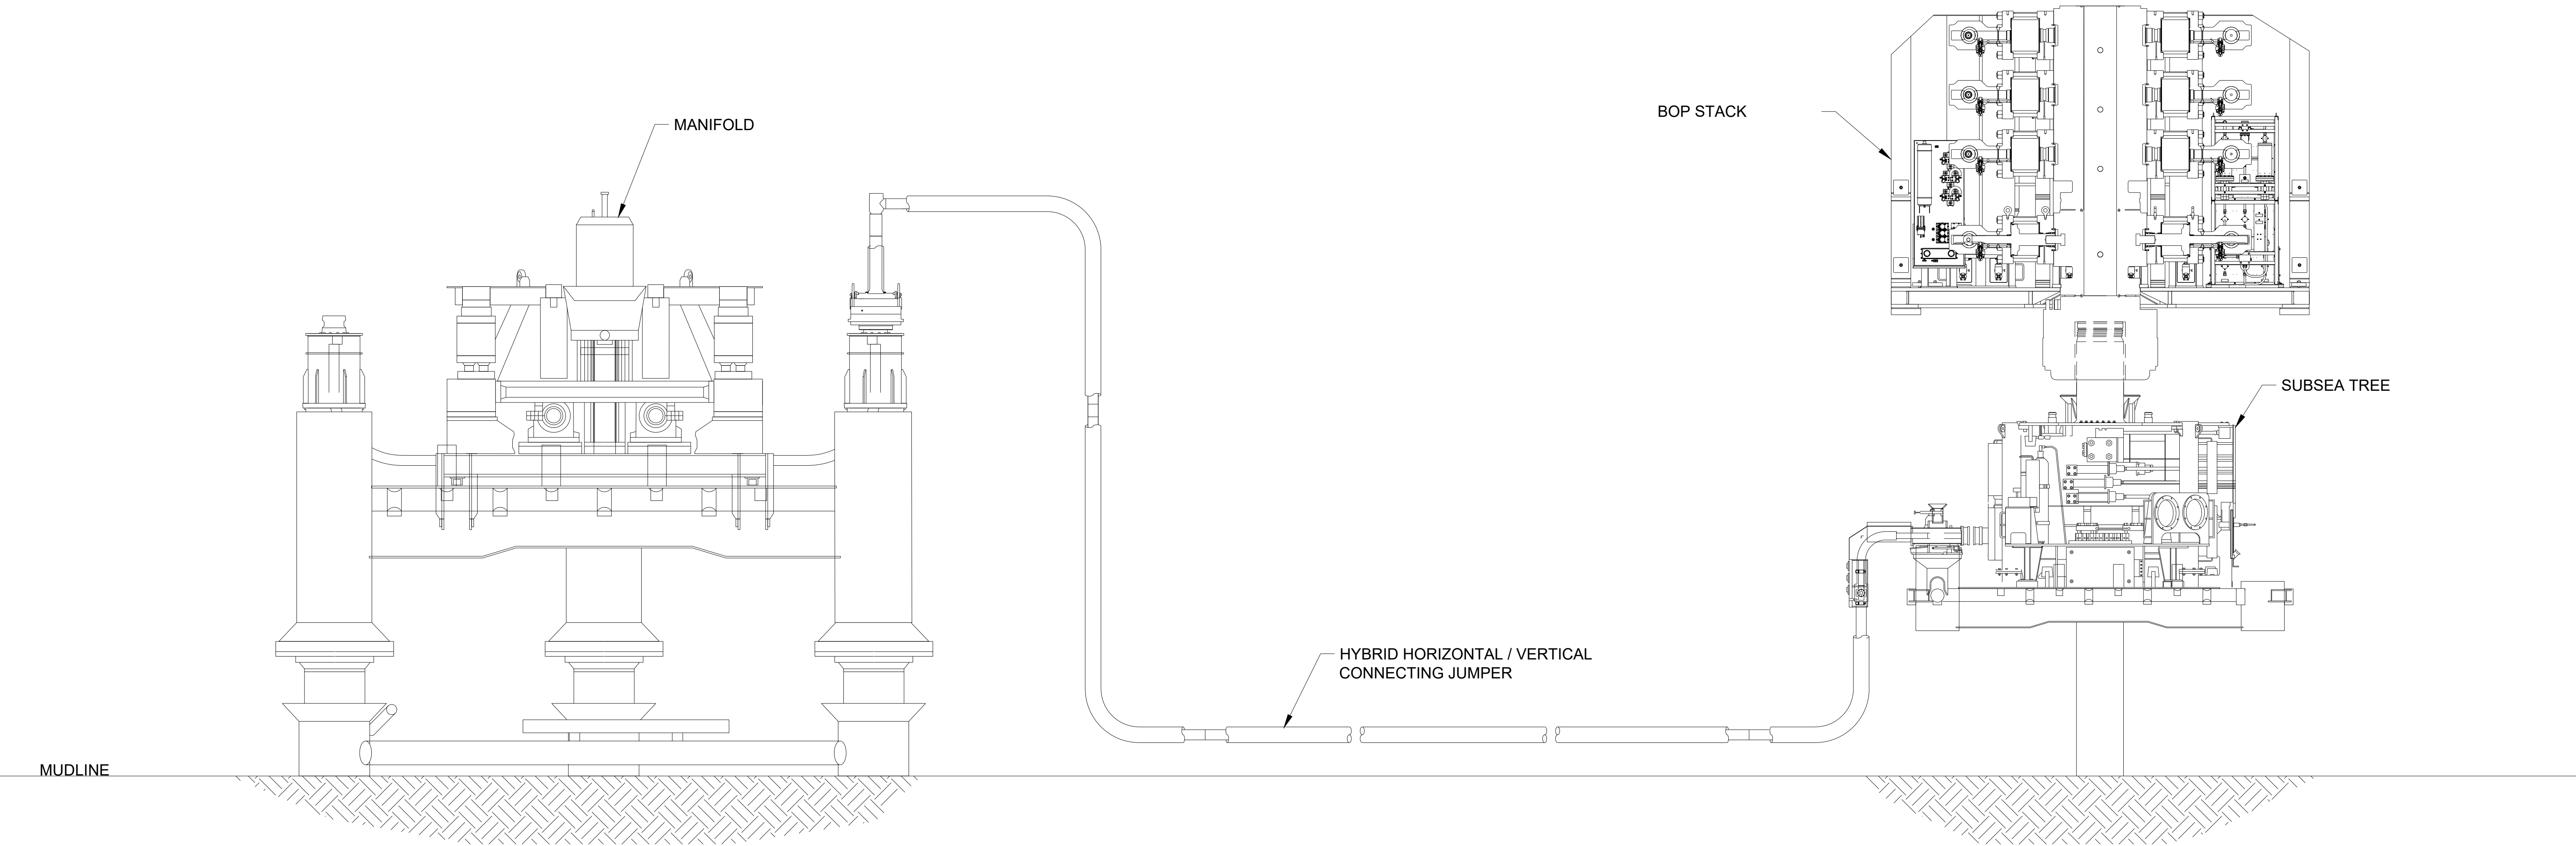 BOP STACK
MANIFOLD
SUBSEA TREE
HYBRID HORIZONTAL / VERTICAL
CONNECTING JUMPER
MUDLINE